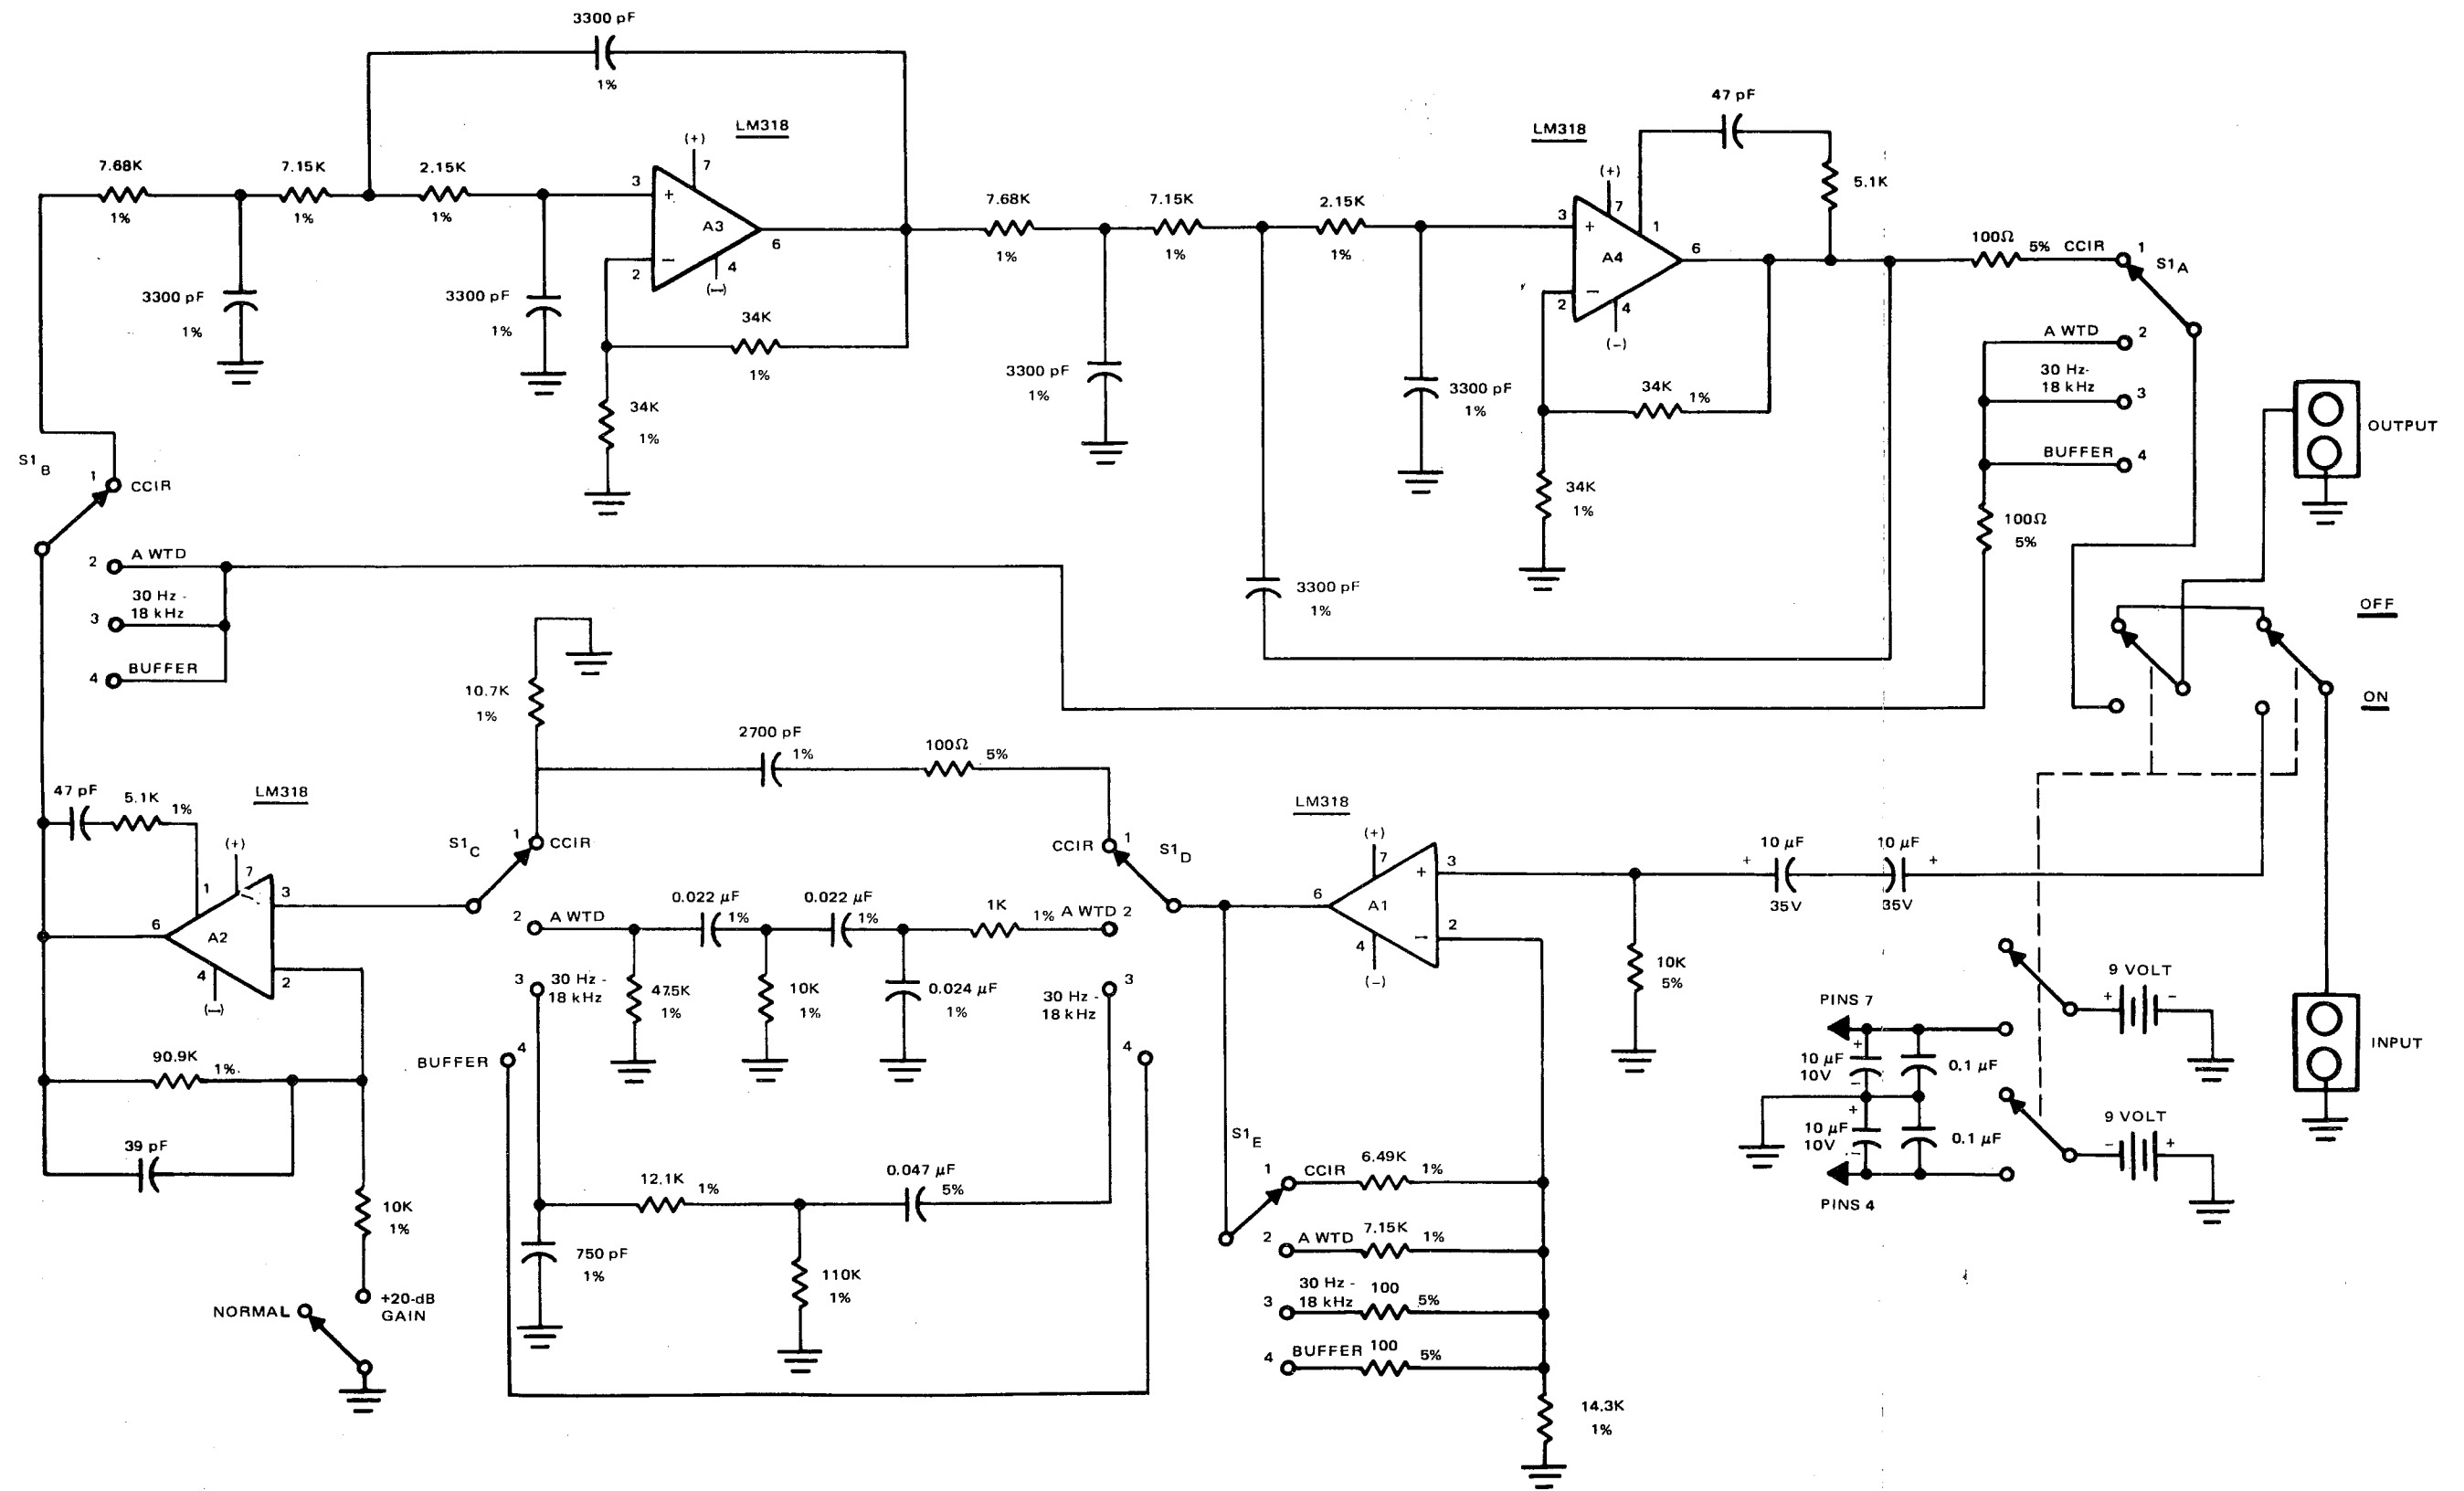 3300 pF
1%
LM318
(+)
7
7.68K
1%
7.15K
1%
2.15K
1%
3
+
A3
6
−
2
4
(−)
3300 pF
1%
3300 pF
1%
34K
1%
34K
1%
7.68K
1%
7.15K
1%
2.15K
1%
3300 pF
1%
3300 pF
1%
3300 pF
1%
LM318
47 pF
5.1K
(+)
7
3
+
1
A4
6
−
2
4
(−)
34K
1%
34K
1%
100Ω
5%
CCIR
1
S1A
A WTD
2
30 Hz-
18 kHz
3
BUFFER
4
100Ω
5%
OUTPUT
OFF
ON
S1B
1
CCIR
2
A WTD
3
30 Hz -
18 kHz
4
BUFFER
10.7K
1%
2700 pF
1%
100Ω
5%
47 pF
5.1K
1%
LM318
(+)
7
1
3
6
A2
4
2
(−)
90.9K
1%
39 pF
10K
1%
NORMAL
+20-dB
GAIN
S1C
1
CCIR
2
A WTD
3
30 Hz -
18 kHz
BUFFER
4
0.022 µF
1%
0.022 µF
1%
1K
1%
A WTD 2
47.5K
1%
10K
1%
0.024 µF
1%
CCIR
1
S1D
30 Hz -
18 kHz
3
4
12.1K
1%
0.047 µF
5%
750 pF
1%
110K
1%
LM318
(+)
7
+
3
6
A1
4
−
2
(−)
10K
5%
+
10 µF
35V
10 µF
+
35V
S1E
1
CCIR
6.49K
1%
2
A WTD
7.15K
1%
3
30 Hz -
18 kHz
100
5%
4
BUFFER
100
5%
14.3K
1%
PINS 7
+
10 µF
10V
−
0.1 µF
+
10 µF
10V
−
0.1 µF
PINS 4
9 VOLT
+
−
9 VOLT
−
+
INPUT